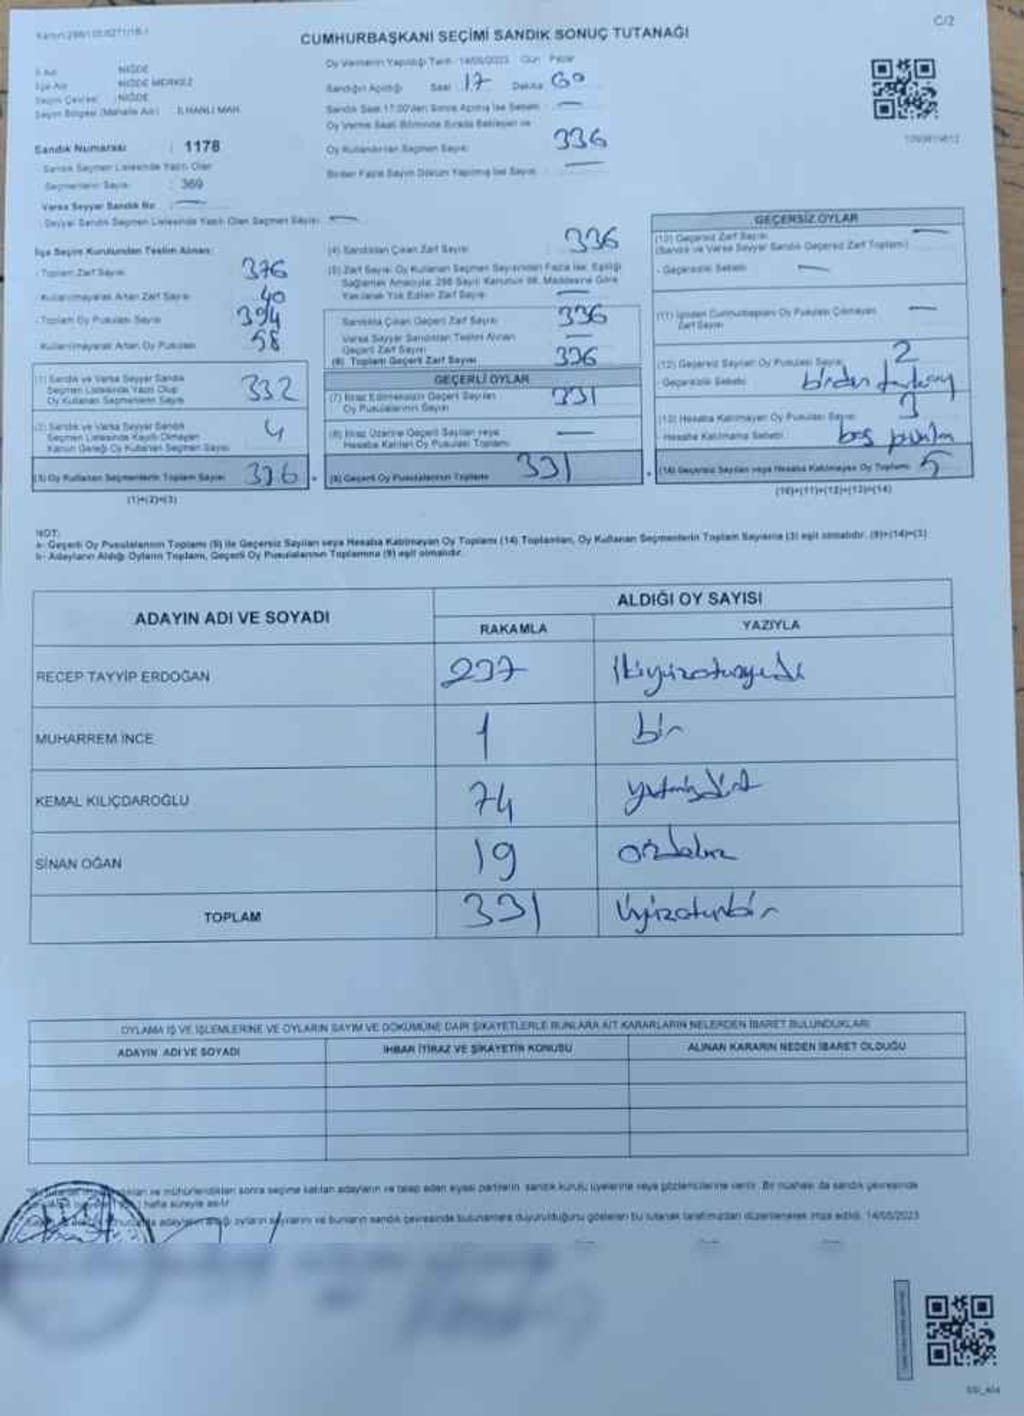 C/2
CUMHURBAŞKANI SEÇİMİ SANDIK SONUÇ TUTANAĞI
İl Adı : NİĞDE
İlçe Adı : NİĞDE MERKEZ
Seçim Çevresi : NİĞDE
Seçim Bölgesi (Mahalle Adı) : İLHANLI MAH.
Sandık Numarası : 1178
Sandık Seçmen Listesinde Yazılı Olan
Seçmenlerin Sayısı : 369
Varsa Seyyar Sandık No :
Seyyar Sandık Seçmen Listesinde Yazılı Olan Seçmen Sayısı :
Oy Vermenin Yapıldığı Tarih : 14/05/2023 Gün : Pazar
Sandığın Açıldığı Saat : 17 Dakika : 60
Sandık Saat 17:00'den Sonra Açılmış İse Sebebi :
Oy Verme Saati Bitiminde Sırada Bekleyen ve
Oy Kullandırılan Seçmen Sayısı : 336
Birden Fazla Sayım Döküm Yapılmış İse Sayısı :
İlçe Seçim Kurulundan Teslim Alınan:
- Toplam Zarf Sayısı : 376
- Kullanılmayarak Artan Zarf Sayısı : 40
- Toplam Oy Pusulası Sayısı : 394
- Kullanılmayarak Artan Oy Pusulası : 58
(1) Sandık ve Varsa Seyyar Sandık
Seçmen Listesinde Yazılı Olup
Oy Kullanan Seçmenlerin Sayısı 332
(2) Sandık ve Varsa Seyyar Sandık
Seçmen Listesinde Kayıtlı Olmayan
Kanun Gereği Oy Kullanan Seçmen Sayısı 4
(3) Oy Kullanan Seçmenlerin Toplam Sayısı 336
(1)+(2)=(3)
(4) Sandıktan Çıkan Zarf Sayısı : 336
(5) Zarf Sayısı Oy Kullanan Seçmen Sayısından Fazla İse, Eşitliği
Sağlamak Amacıyla; 298 Sayılı Kanunun 98. Maddesine Göre
Yakılarak Yok Edilen Zarf Sayısı :
Sandıkta Çıkan Geçerli Zarf Sayısı : 336
Varsa Seyyar Sandıktan Teslim Alınan
Geçerli Zarf Sayısı :
(6) Toplam Geçerli Zarf Sayısı 336
GEÇERLİ OYLAR
(7) İtiraz Edilmeksizin Geçerli Sayılan
Oy Pusulalarının Sayısı 331
(8) İtiraz Üzerine Geçerli Sayılan veya
Hesaba Katılan Oy Pusulası Toplamı
(9) Geçerli Oy Pusulalarının Toplamı 331
GEÇERSİZ OYLAR
(10) Geçersiz Zarf Sayısı
(Sandık ve Varsa Seyyar Sandık Geçersiz Zarf Toplamı)
- Geçersizlik Sebebi :
(11) İçinden Cumhurbaşkanı Oy Pusulası Çıkmayan
Zarf Sayısı
(12) Geçersiz Sayılan Oy Pusulası Sayısı 2
- Geçersizlik Sebebi :
(13) Hesaba Katılmayan Oy Pusulası Sayısı 3
- Hesaba Katılmama Sebebi : boş pusula
(14) Geçersiz Sayılan veya Hesaba Katılmayan Oy Toplamı 5
(10)+(11)+(12)+(13)=(14)
NOT:
a- Geçerli Oy Pusulalarının Toplamı (9) ile Geçersiz Sayılan veya Hesaba Katılmayan Oy Toplamı (14) Toplamları, Oy Kullanan Seçmenlerin Toplam Sayısına (3) eşit olmalıdır. (9)+(14)=(3)
b- Adayların Aldığı Oyların Toplamı, Geçerli Oy Pusulalarının Toplamına (9) eşit olmalıdır.
ADAYIN ADI VE SOYADI
ALDIĞI OY SAYISI
RAKAMLA YAZIYLA
RECEP TAYYİP ERDOĞAN 237 ikiyüzotuzyedi
MUHARREM İNCE 1 bir
KEMAL KILIÇDAROĞLU 74 yetmişdört
SİNAN OĞAN 19 ondokuz
TOPLAM 331 üçyüzotuzbir
OYLAMA İŞ VE İŞLEMLERİNE VE OYLARIN SAYIM VE DÖKÜMÜNE DAİR ŞİKAYETLERLE BUNLARA AİT KARARLARIN NELERDEN İBARET BULUNDUKLARI
ADAYIN ADI VE SOYADI İHBAR İTİRAZ VE ŞİKAYETİN KONUSU ALINAN KARARIN NEDEN İBARET OLDUĞU
ve mühürlendikten sonra seçime katılan adayların ve talep eden siyasi partilerin sandık kurulu üyelerine veya gözlemcilerine verilir. Bir nüshası da sandık çevresinde
hafta süreyle asılır.
adayların aldığı oyların sayılarını ve bunların sandık çevresinde bulunanlara duyurulduğunu gösteren bu tutanak tarafımızdan düzenlenerek imza edildi. 14/05/2023